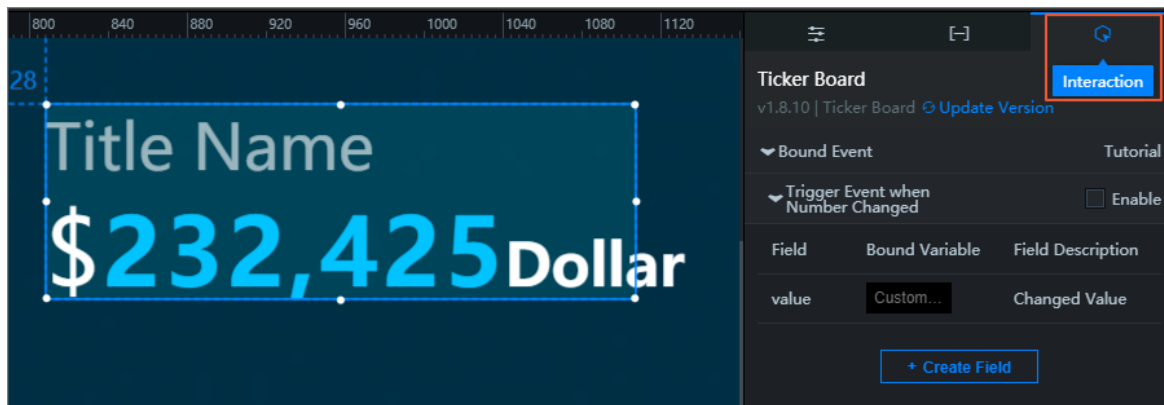 800 840 880 920 960 1000 1040 1080 1120
28
Title Name
$232,425Dollar
Interaction
Ticker Board
v1.8.10 | Ticker Board Update Version
Bound Event Tutorial
Trigger Event when
Number Changed Enable
Field Bound Variable Field Description
value Custom... Changed Value
+ Create Field